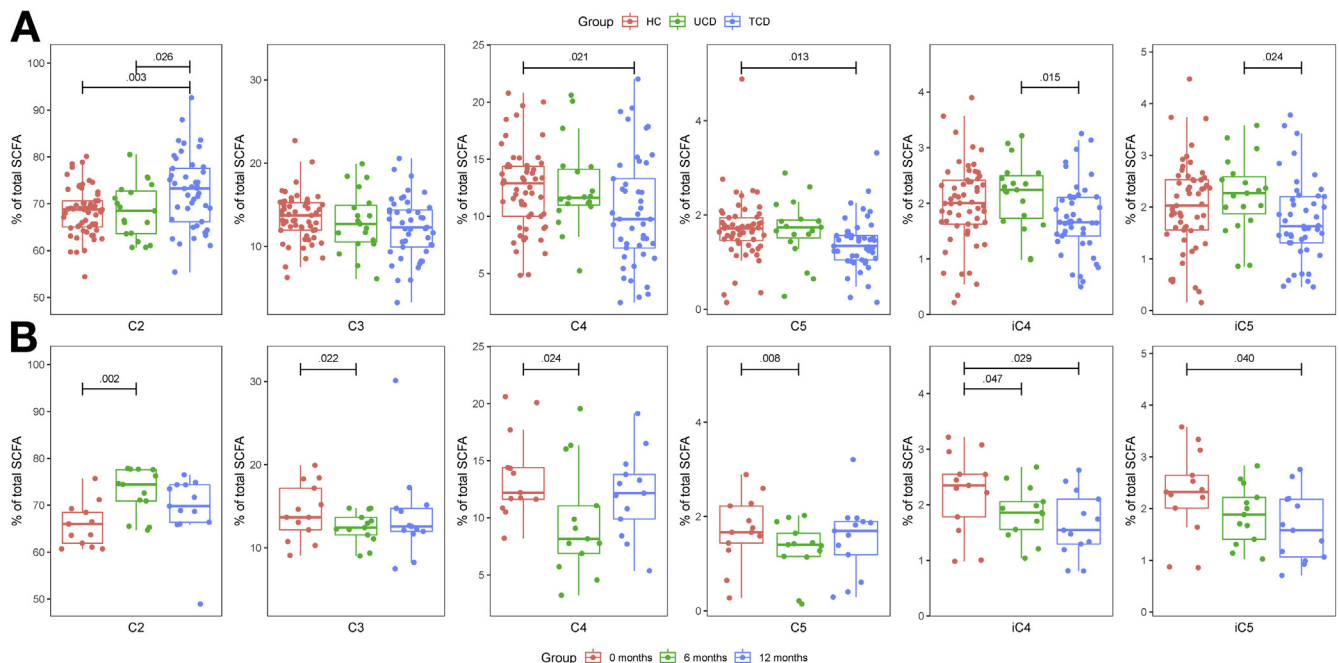 A
Group HC UCD TCD
% of total SCFA
100
90
80
70
60
50
.026
.003
C2
% of total SCFA
30
20
10
C3
% of total SCFA
25
20
15
10
5
.021
C4
% of total SCFA
4
2
0
.013
C5
% of total SCFA
4
3
2
1
0
.015
iC4
% of total SCFA
5
4
3
2
1
0
.024
iC5
B
% of total SCFA
100
90
80
70
60
50
.002
C2
% of total SCFA
30
20
10
.022
C3
% of total SCFA
25
20
15
10
5
.024
C4
% of total SCFA
4
2
0
.008
C5
% of total SCFA
4
3
2
1
0
.029
.047
iC4
% of total SCFA
5
4
3
2
1
0
.040
iC5
Group 0 months 6 months 12 months